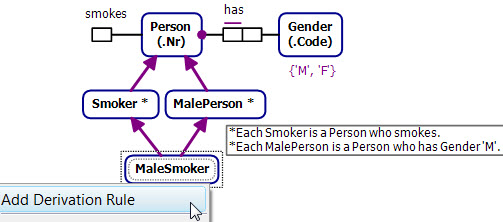 smokes
has
Person
(.Nr)
Gender
(.Code)
{'M', 'F'}
Smoker *
MalePerson *
*Each Smoker is a Person who smokes.
*Each MalePerson is a Person who has Gender 'M'.
MaleSmoker
Add Derivation Rule